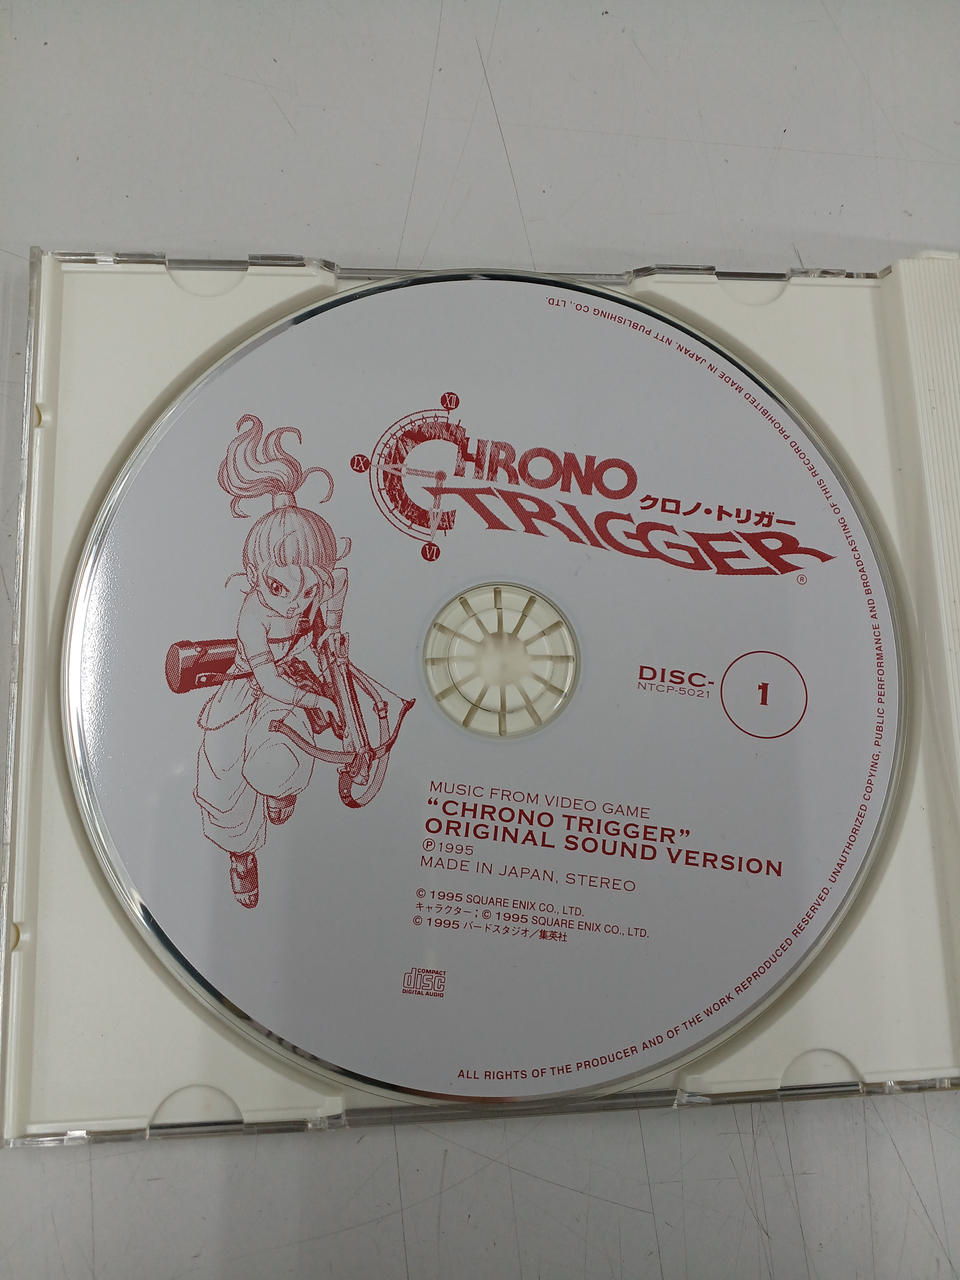 XII
IX
VI
CHRONO
TRIGGER®
クロノ・トリガー
DISC-
NTCP-5021
1
MUSIC FROM VIDEO GAME
“CHRONO TRIGGER”
ORIGINAL SOUND VERSION
Ⓟ1995
MADE IN JAPAN, STEREO
© 1995 SQUARE ENIX CO., LTD.
キャラクター；© 1995 SQUARE ENIX CO., LTD.
© 1995 バードスタジオ／集英社
COMPACT
disc
DIGITAL AUDIO
ALL RIGHTS OF THE PRODUCER AND OF THE WORK REPRODUCED RESERVED. UNAUTHORIZED COPYING, PUBLIC PERFORMANCE AND BROADCASTING OF THIS RECORD PROHIBITED MADE IN JAPAN. NTT PUBLISHING CO., LTD.